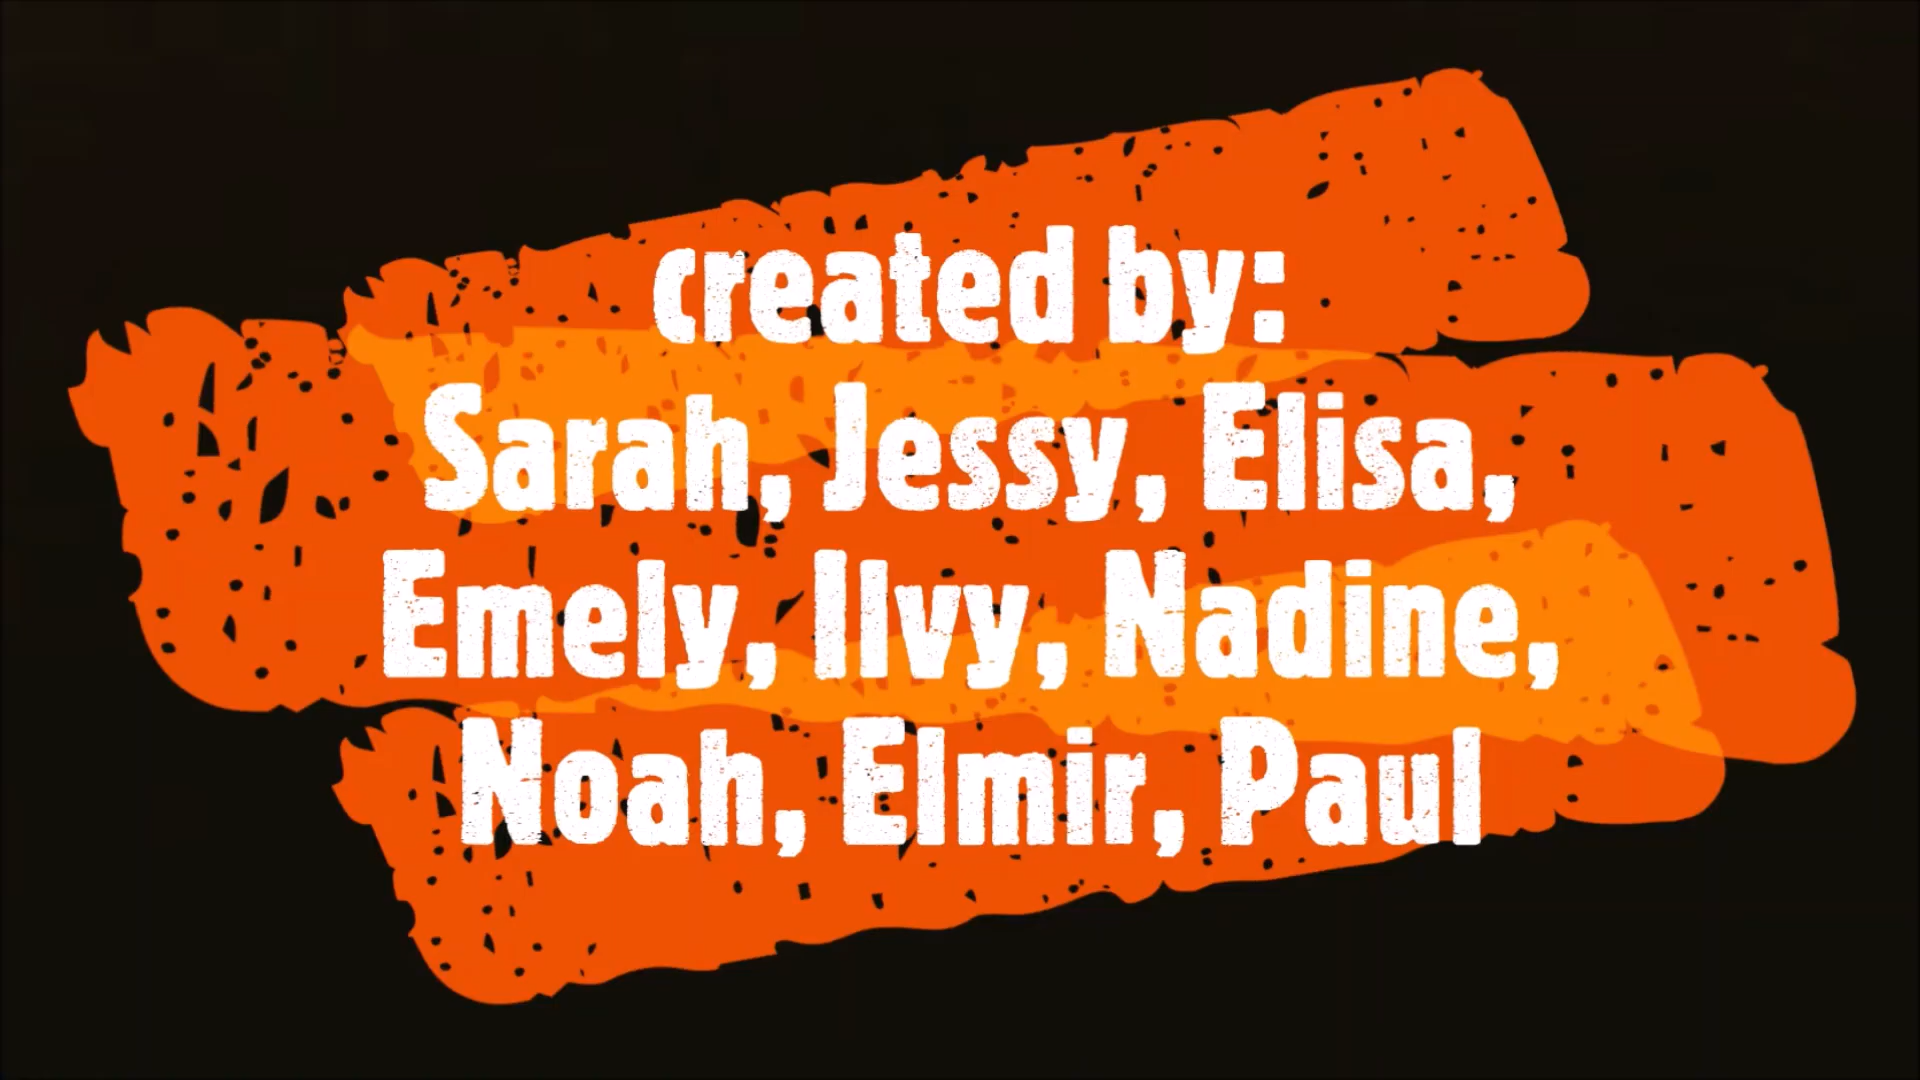 created by:
Sarah, Jessy, Elisa,
Emely, Ilvy, Nadine,
Noah, Elmir, Paul